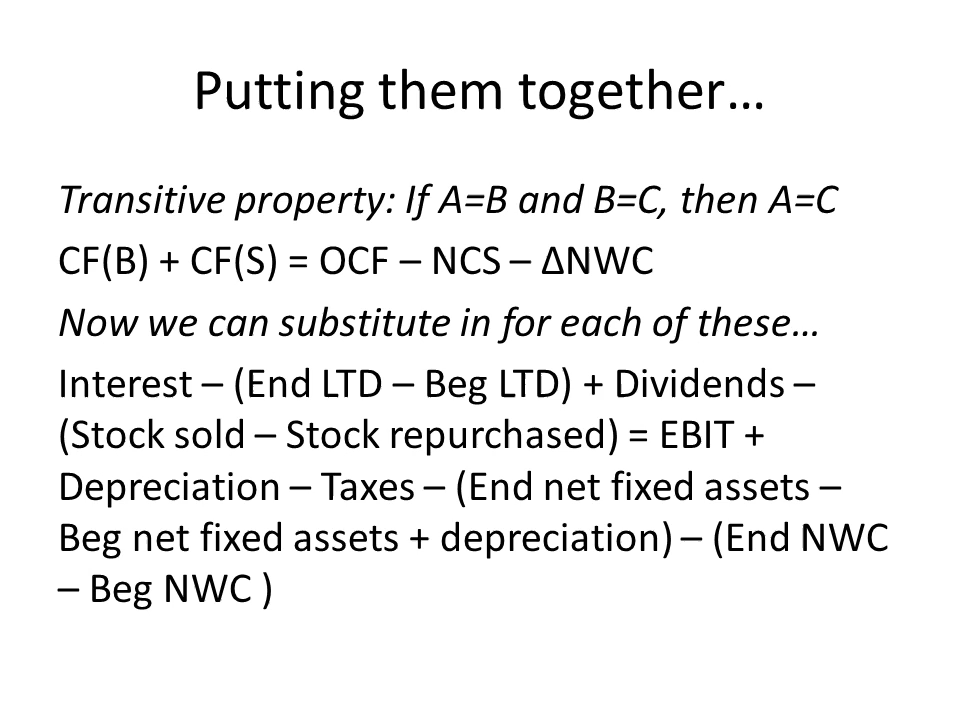 Putting them together…
Transitive property: If A=B and B=C, then A=C
CF(B) + CF(S) = OCF – NCS – ΔNWC
Now we can substitute in for each of these…
Interest – (End LTD – Beg LTD) + Dividends –
(Stock sold – Stock repurchased) = EBIT +
Depreciation – Taxes – (End net fixed assets –
Beg net fixed assets + depreciation) – (End NWC
– Beg NWC )